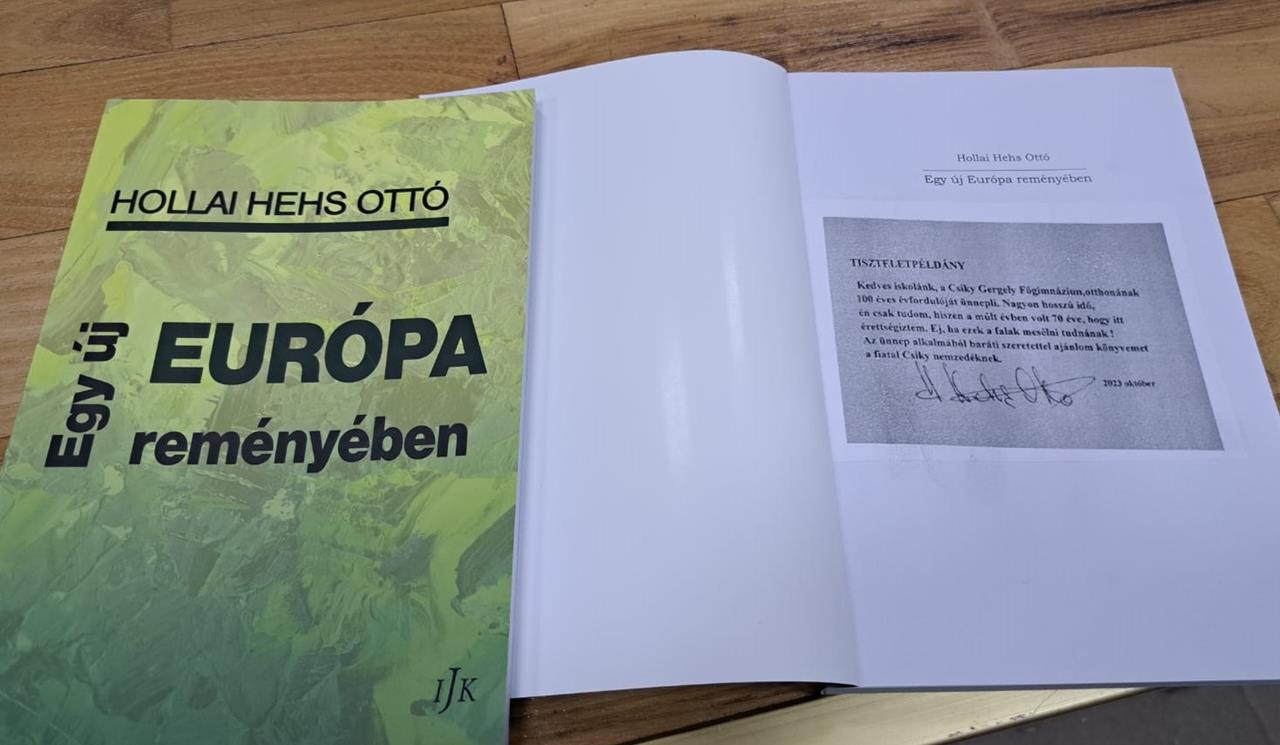 HOLLAI HEHS OTTÓ
Egy új
EURÓPA
reményében
IJK
Hollai Hehs Ottó
Egy új Európa reményében
TISZTELETPÉLDÁNY
Kedves iskolánk, a Csiky Gergely Főgimnázium,otthonának
100 éves évfordulóját ünnepli. Nagyon hosszú idő,
én csak tudom, hiszen a múlt évben volt 70 éve, hogy itt
érettségiztem. Ej, ha ezek a falak mesélni tudnának !
Az ünnep alkalmából baráti szeretettel ajánlom könyvemet
a fiatal Csiky nemzedéknek.
2023 október